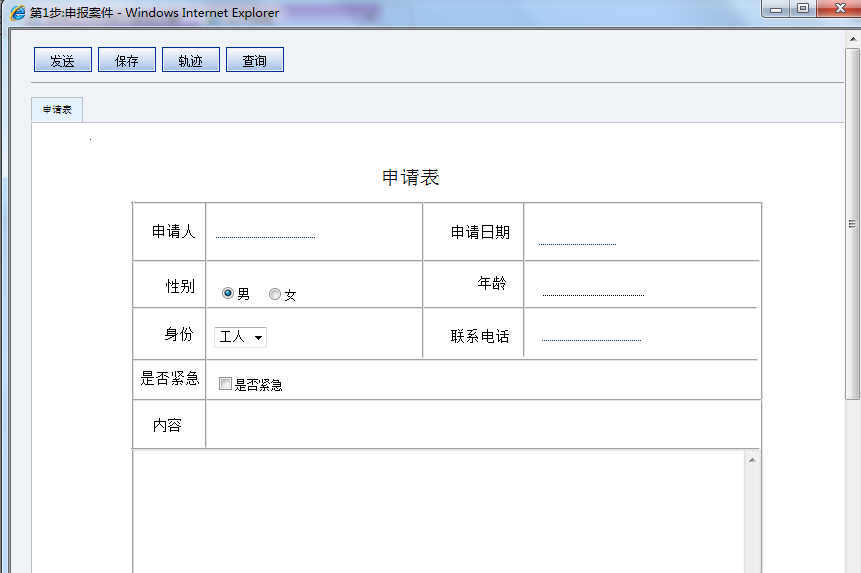 第1步:申报案件 - Windows Internet Explorer
发送 保存 轨迹 查询
申请表
申请表
申请人 申请日期
性别 男 女 年龄
身份 工人 联系电话
是否紧急 是否紧急
内容